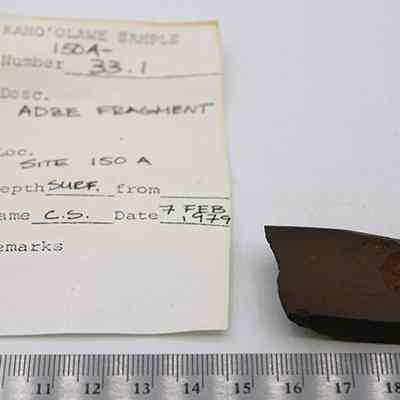 KAHO'OLAWE SAMPLE
150A-
Number 33.1
Desc.
ADZE FRAGMENT
Loc.
SITE 150 A
epth SURF. from
ame C.S. Date 7 FEB 1979
emarks
11 12 13 14 15 16 17 18